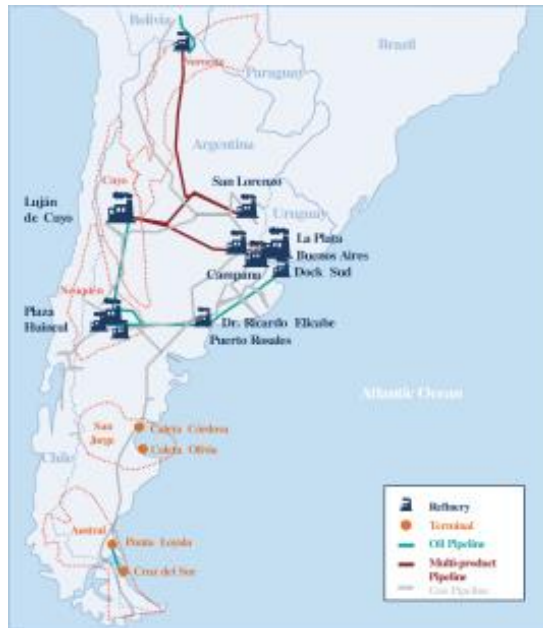 Bolivia
Brazil
Paraguay
Argentina
Cuyo
San Lorenzo
Luján
de Cuyo
Uruguay
La Plata
Buenos Aires
Campana
Dock Sud
Neuquén
Plaza
Huincul
Dr. Ricardo Elicabe
Puerto Rosales
Atlantic Ocean
San
Jorge
Caleta Córdova
Caleta Olivia
Chile
Austral
Punta Loyola
Cruz del Sur
Refinery
Terminal
Oil Pipeline
Multi-product
Pipeline
Gas Pipeline